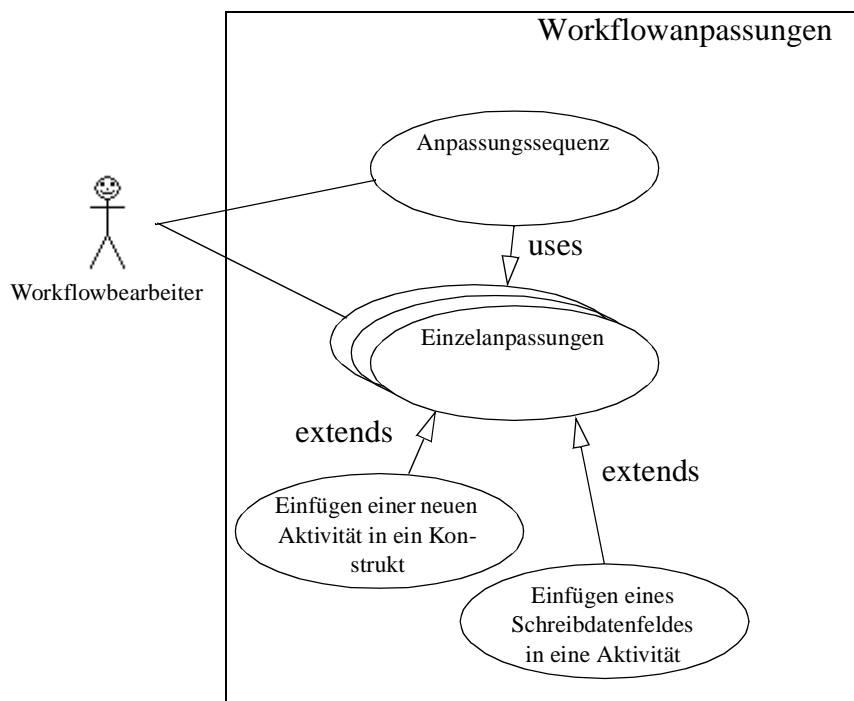 Workflowanpassungen
Anpassungssequenz
uses
Workflowbearbeiter
Einzelanpassungen
extends
extends
Einfügen einer neuen
Aktivität in ein Kon-
strukt
Einfügen eines
Schreibdatenfeldes
in eine Aktivität